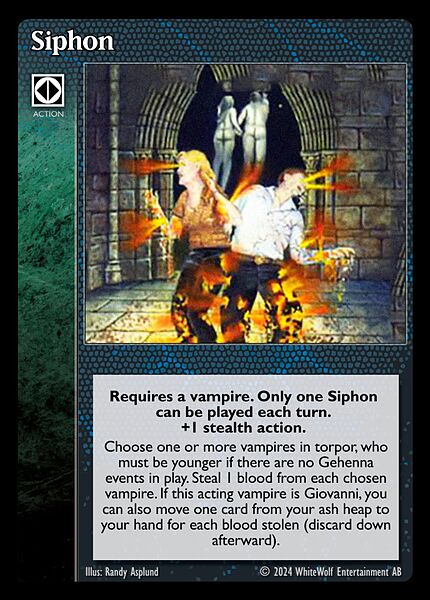 Siphon
ACTION
Requires a vampire. Only one Siphon
can be played each turn.
+1 stealth action.
Choose one or more vampires in torpor, who
must be younger if there are no Gehenna
events in play. Steal 1 blood from each chosen
vampire. If this acting vampire is Giovanni, you
can also move one card from your ash heap to
your hand for each blood stolen (discard down
afterward).
Illus: Randy Asplund © 2024 WhiteWolf Entertainment AB